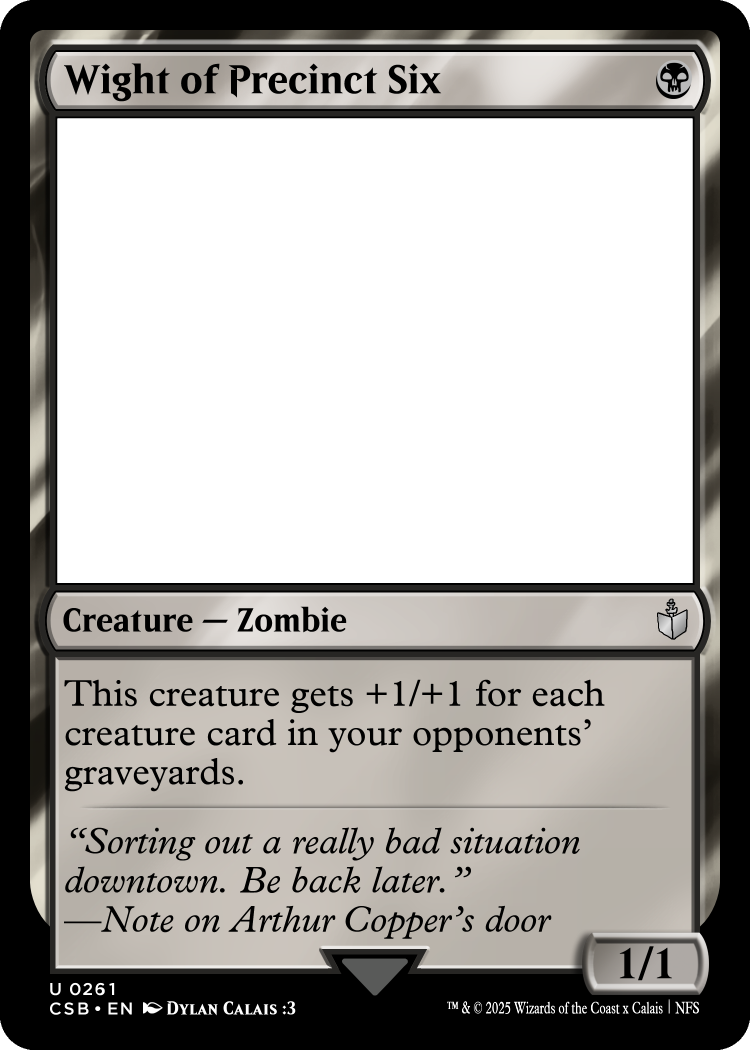 Wight of Precinct Six
Creature — Zombie
This creature gets +1/+1 for each
creature card in your opponents’
graveyards.
“Sorting out a really bad situation
downtown. Be back later.”
—Note on Arthur Copper’s door
1/1
U 0261
CSB • EN Dylan Calais :3
™ & © 2025 Wizards of the Coast x Calais | NFS